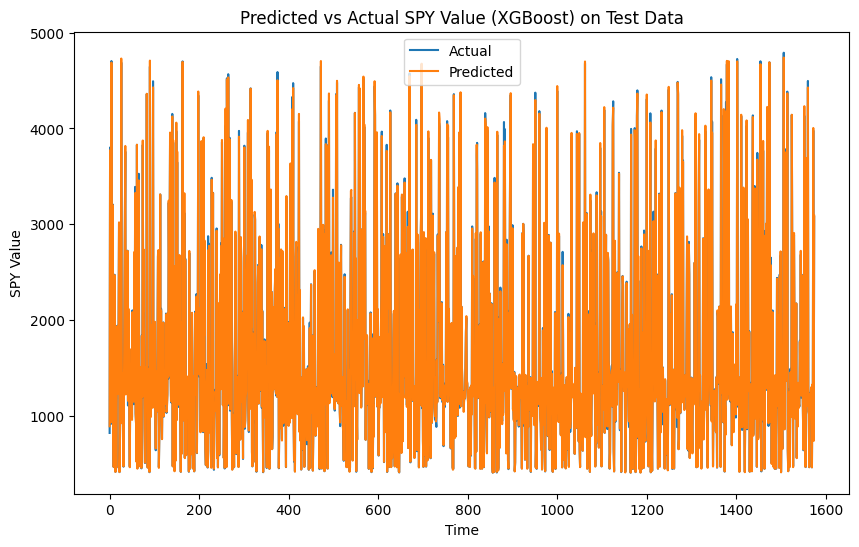 Predicted vs Actual SPY Value (XGBoost) on Test Data
Actual
Predicted
SPY Value
5000
4000
3000
2000
1000
0
200
400
600
800
1000
1200
1400
1600
Time